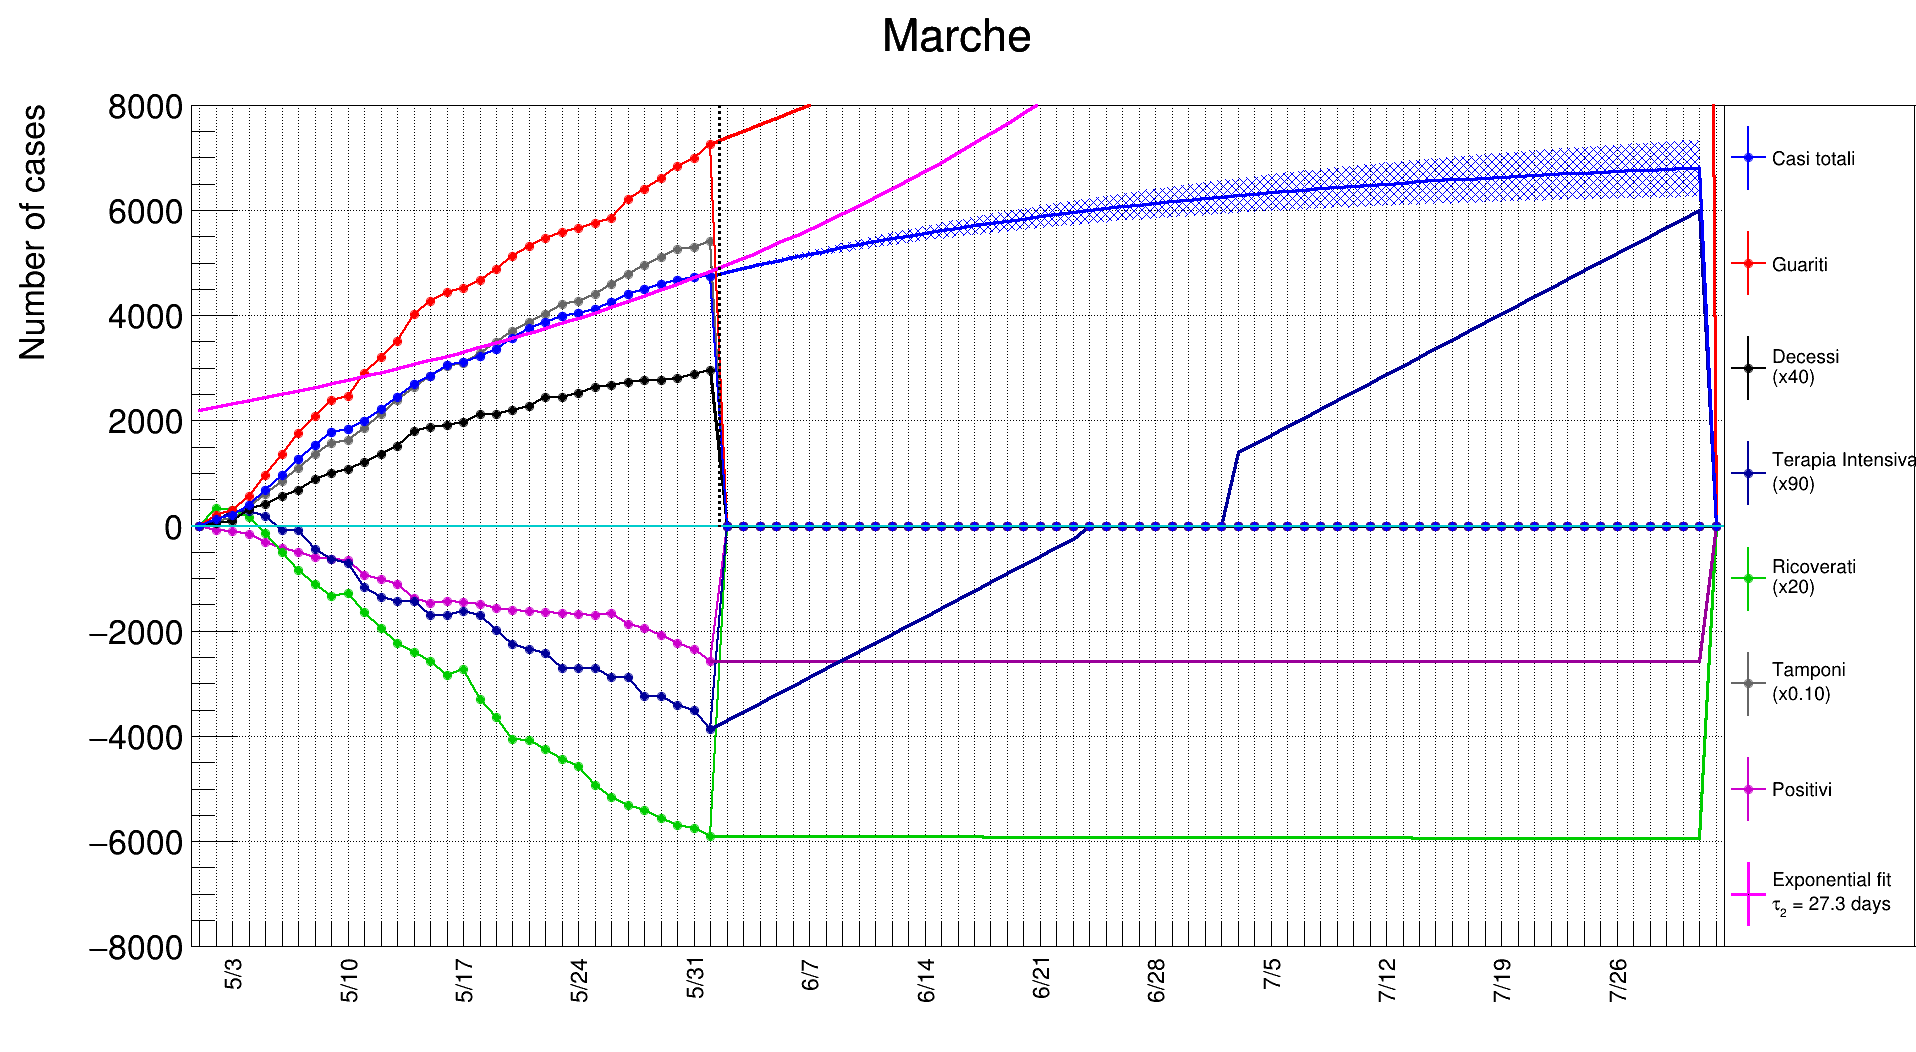 Marche
Number of cases
8000
6000
4000
2000
0
−2000
−4000
−6000
−8000
5/3
5/10
5/17
5/24
5/31
6/7
6/14
6/21
6/28
7/5
7/12
7/19
7/26
Casi totali
Guariti
Decessi
(x40)
Terapia Intensiva
(x90)
Ricoverati
(x20)
Tamponi
(x0.10)
Positivi
Exponential fit
τ2 = 27.3 days